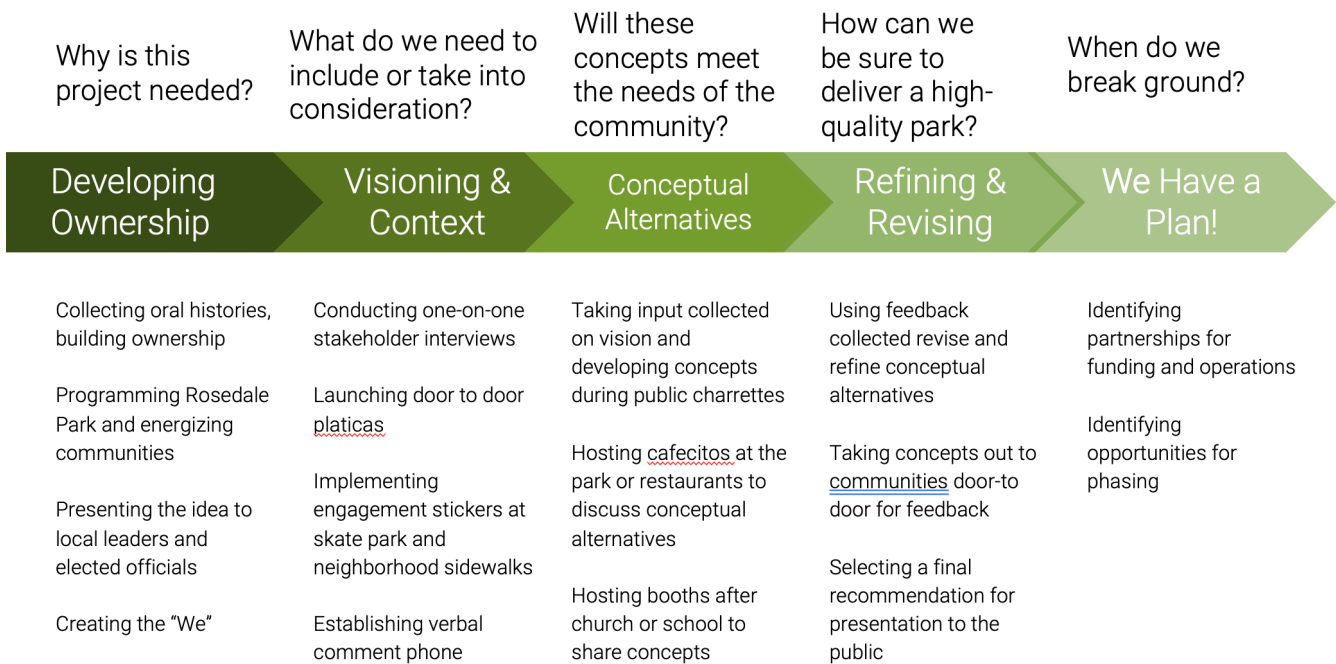 Why is this
project needed?
What do we need to
include or take into
consideration?
Will these
concepts meet
the needs of the
community?
How can we
be sure to
deliver a high-
quality park?
When do we
break ground?
Developing
Ownership
Visioning &
Context
Conceptual
Alternatives
Refining &
Revising
We Have a
Plan!
Collecting oral histories,
building ownership
Programming Rosedale
Park and energizing
communities
Presenting the idea to
local leaders and
elected officials
Creating the “We”
Conducting one-on-one
stakeholder interviews
Launching door to door
platicas
Implementing
engagement stickers at
skate park and
neighborhood sidewalks
Establishing verbal
comment phone
Taking input collected
on vision and
developing concepts
during public charrettes
Hosting cafecitos at the
park or restaurants to
discuss conceptual
alternatives
Hosting booths after
church or school to
share concepts
Using feedback
collected revise and
refine conceptual
alternatives
Taking concepts out to
communities door-to
door for feedback
Selecting a final
recommendation for
presentation to the
public
Identifying
partnerships for
funding and operations
Identifying
opportunities for
phasing